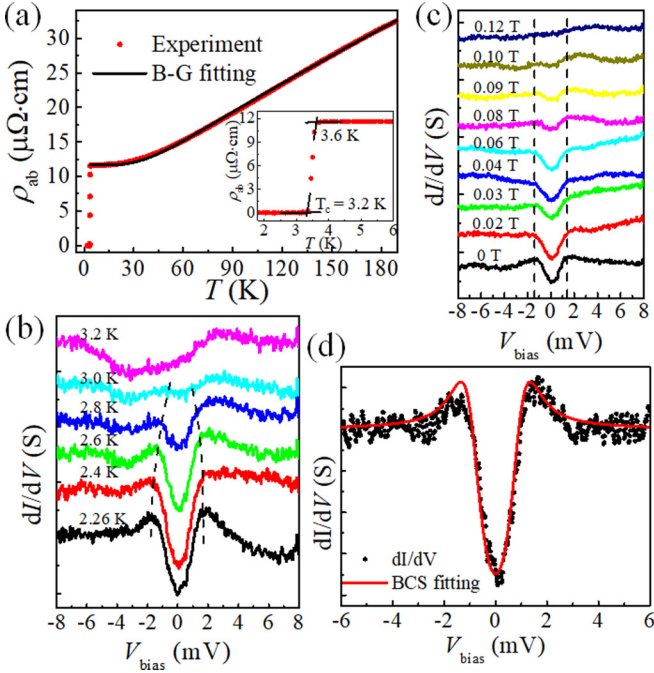 (a)
Experiment
B-G fitting
ρab (μΩ·cm)
35
30
25
20
15
10
5
0
0 30 60 90 120 150 180
T (K)
12
9
6
3
0
ρab (μΩ·cm)
3.6 K
Tc = 3.2 K
2 3 4 5 6
T (K)
(b)
dI/dV (S)
3.2 K
3.0 K
2.8 K
2.6 K
2.4 K
2.26 K
-8 -6 -4 -2 0 2 4 6 8
Vbias (mV)
(c)
dI/dV (S)
0.12 T
0.10 T
0.09 T
0.08 T
0.06 T
0.04 T
0.03 T
0.02 T
0 T
-8 -6 -4 -2 0 2 4 6 8
Vbias (mV)
(d)
dI/dV (S)
dI/dV
BCS fitting
-6 -4 -2 0 2 4 6
Vbias (mV)